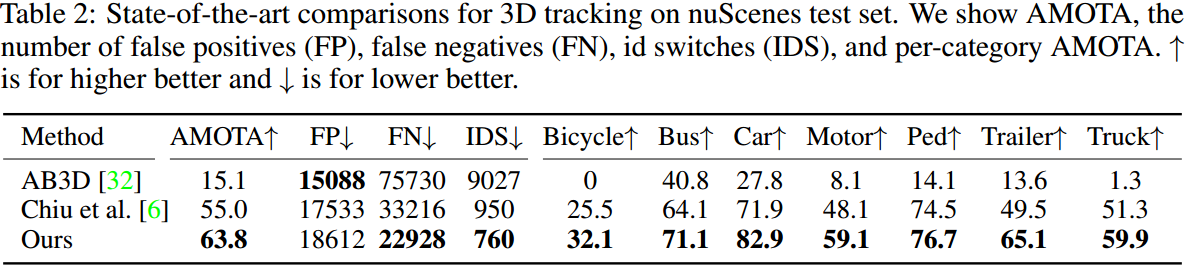 Table 2: State-of-the-art comparisons for 3D tracking on nuScenes test set. We show AMOTA, the
number of false positives (FP), false negatives (FN), id switches (IDS), and per-category AMOTA. ↑
is for higher better and ↓ is for lower better.
Method AMOTA↑ FP↓ FN↓ IDS↓ Bicycle↑ Bus↑ Car↑ Motor↑ Ped↑ Trailer↑ Truck↑
AB3D [32] 15.1 15088 75730 9027 0 40.8 27.8 8.1 14.1 13.6 1.3
Chiu et al. [6] 55.0 17533 33216 950 25.5 64.1 71.9 48.1 74.5 49.5 51.3
Ours 63.8 18612 22928 760 32.1 71.1 82.9 59.1 76.7 65.1 59.9